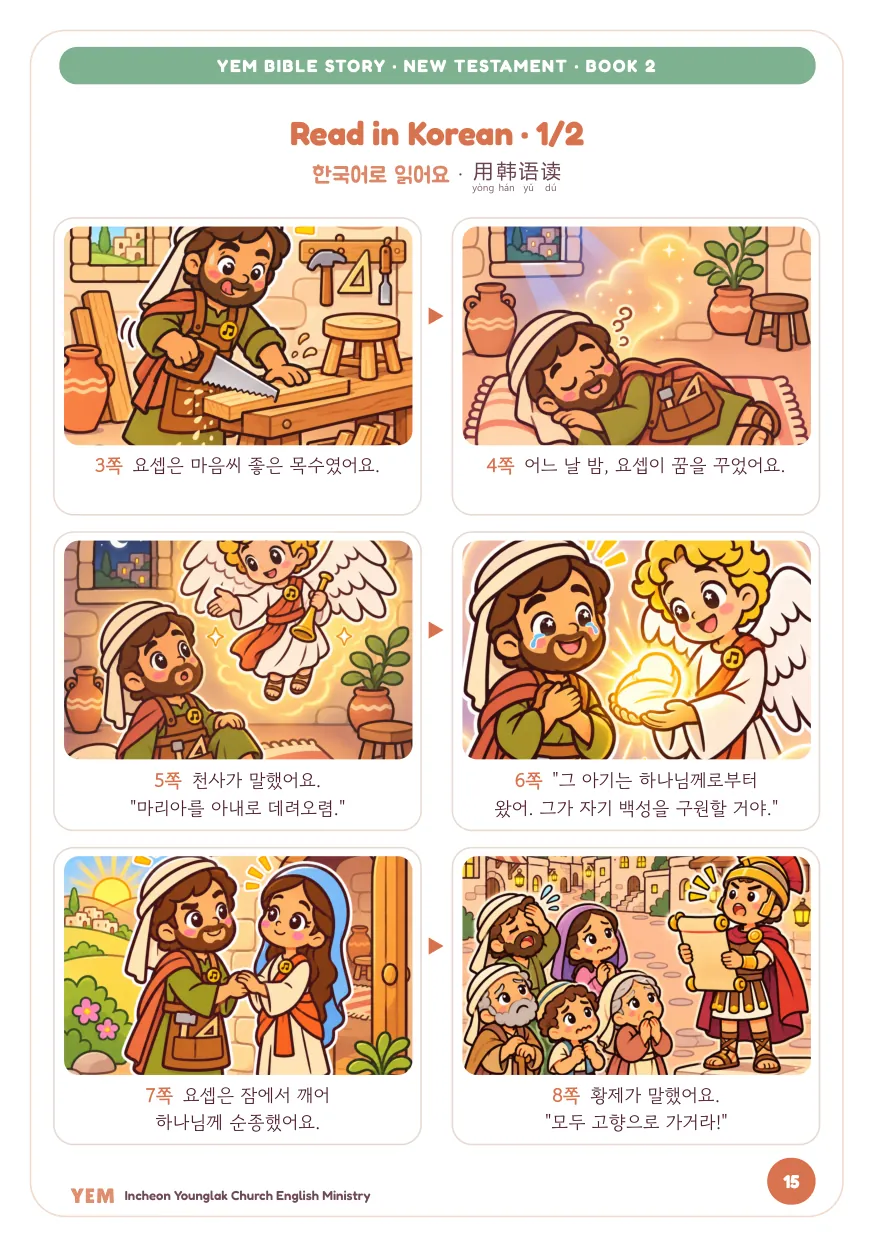 YEM BIBLE STORY · NEW TESTAMENT · BOOK 2
Read in Korean · 1/2
한국어로 읽어요 · 用韩语读
yòng hán yǔ dú
3쪽 요셉은 마음씨 좋은 목수였어요.
4쪽 어느 날 밤, 요셉이 꿈을 꾸었어요.
5쪽 천사가 말했어요.
"마리아를 아내로 데려오렴."
6쪽 "그 아기는 하나님께로부터
왔어. 그가 자기 백성을 구원할 거야."
7쪽 요셉은 잠에서 깨어
하나님께 순종했어요.
8쪽 황제가 말했어요.
"모두 고향으로 가거라!"
YEM Incheon Younglak Church English Ministry
15